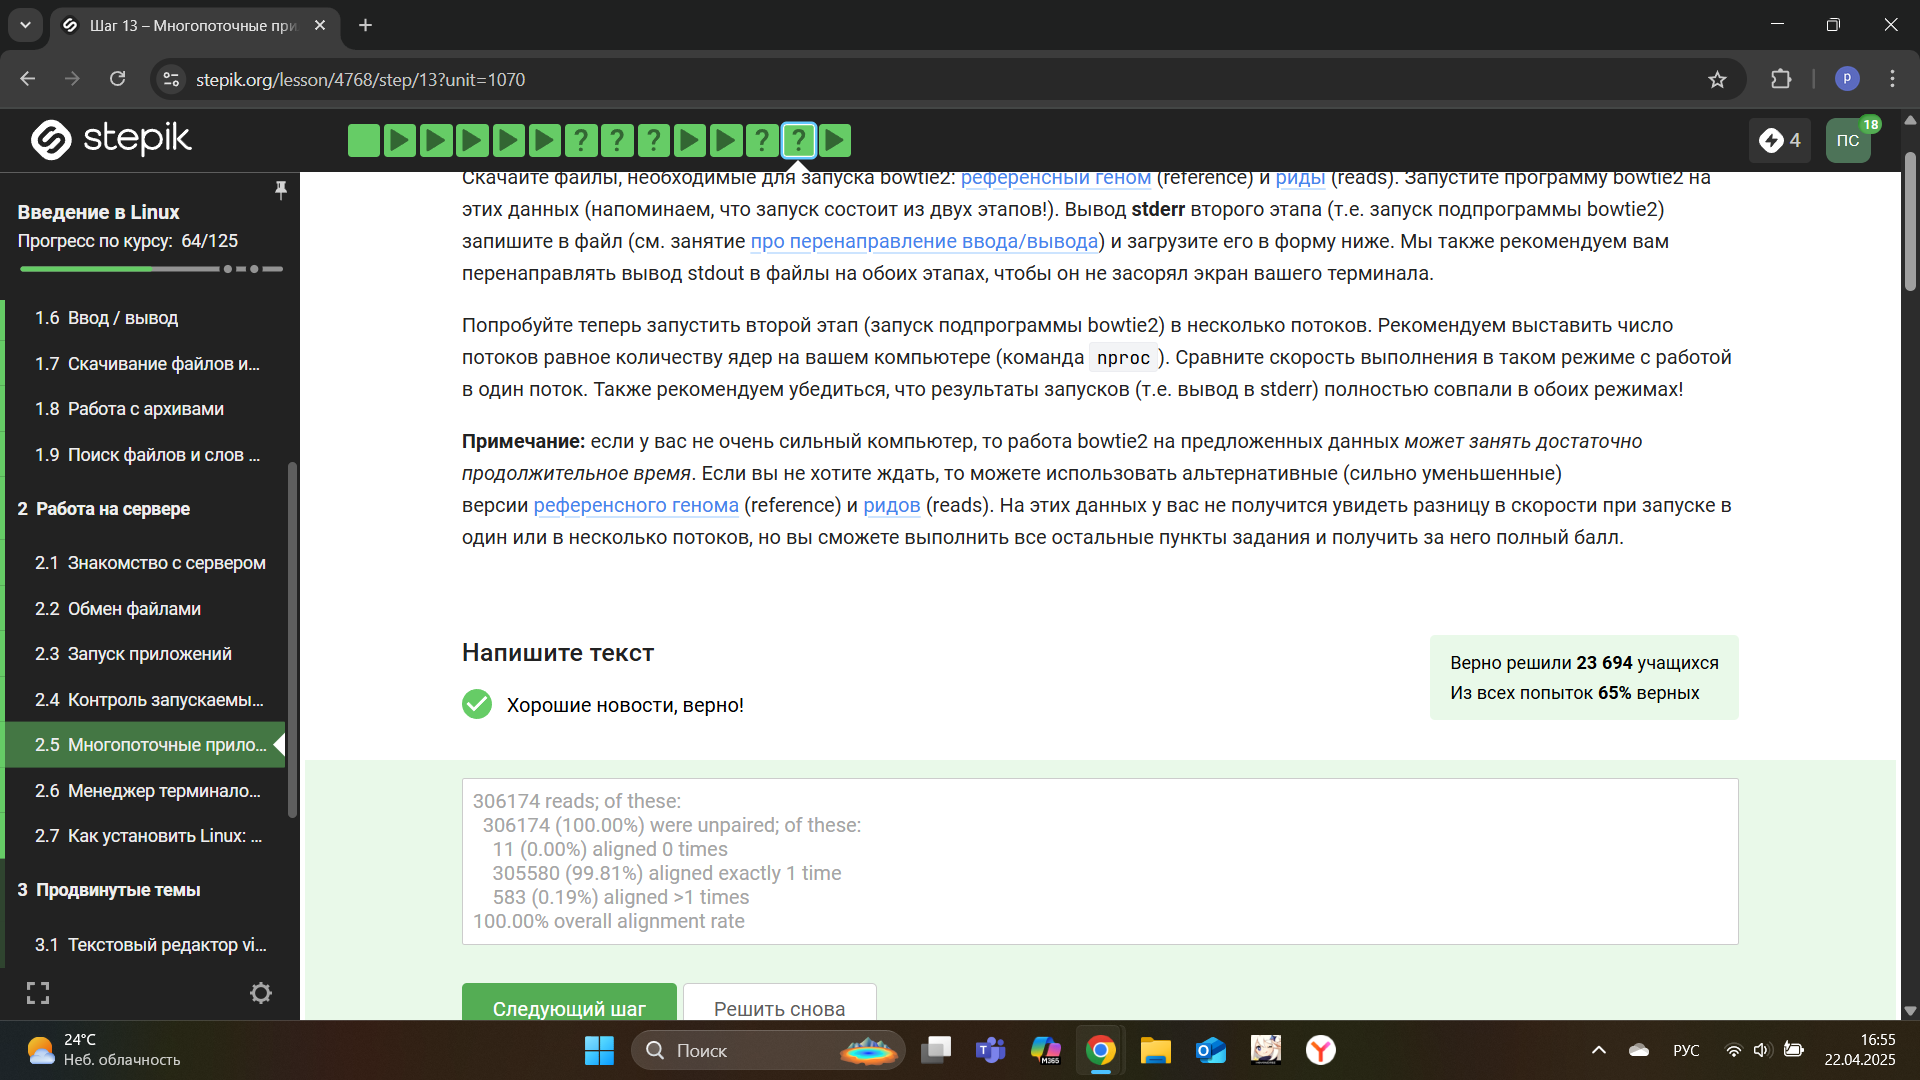 Шаг 13 – Многопоточные при
stepik.org/lesson/4768/step/13?unit=1070
P
stepik
? ? ? ? ?
4
ПС
18
Введение в Linux
Прогресс по курсу: 64/125
1.6 Ввод / вывод
1.7 Скачивание файлов и...
1.8 Работа с архивами
1.9 Поиск файлов и слов ...
2 Работа на сервере
2.1 Знакомство с сервером
2.2 Обмен файлами
2.3 Запуск приложений
2.4 Контроль запускаемы...
2.5 Многопоточные прило...
2.6 Менеджер терминало...
2.7 Как установить Linux: ...
3 Продвинутые темы
3.1 Текстовый редактор vi...
Скачайте файлы, необходимые для запуска bowtie2: референсный геном (reference) и риды (reads). Запустите программу bowtie2 на
этих данных (напоминаем, что запуск состоит из двух этапов!). Вывод stderr второго этапа (т.е. запуск подпрограммы bowtie2)
запишите в файл (см. занятие про перенаправление ввода/вывода) и загрузите его в форму ниже. Мы также рекомендуем вам
перенаправлять вывод stdout в файлы на обоих этапах, чтобы он не засорял экран вашего терминала.
Попробуйте теперь запустить второй этап (запуск подпрограммы bowtie2) в несколько потоков. Рекомендуем выставить число
потоков равное количеству ядер на вашем компьютере (команда nproc). Сравните скорость выполнения в таком режиме с работой
в один поток. Также рекомендуем убедиться, что результаты запусков (т.е. вывод в stderr) полностью совпали в обоих режимах!
Примечание: если у вас не очень сильный компьютер, то работа bowtie2 на предложенных данных может занять достаточно
продолжительное время. Если вы не хотите ждать, то можете использовать альтернативные (сильно уменьшенные)
версии референсного генома (reference) и ридов (reads). На этих данных у вас не получится увидеть разницу в скорости при запуске в
один или в несколько потоков, но вы сможете выполнить все остальные пункты задания и получить за него полный балл.
Напишите текст
Верно решили 23 694 учащихся
Из всех попыток 65% верных
Хорошие новости, верно!
306174 reads; of these:
306174 (100.00%) were unpaired; of these:
11 (0.00%) aligned 0 times
305580 (99.81%) aligned exactly 1 time
583 (0.19%) aligned >1 times
100.00% overall alignment rate
Следующий шаг
Решить снова
24°C
Неб. облачность
Поиск
M365
РУС
16:55
22.04.2025